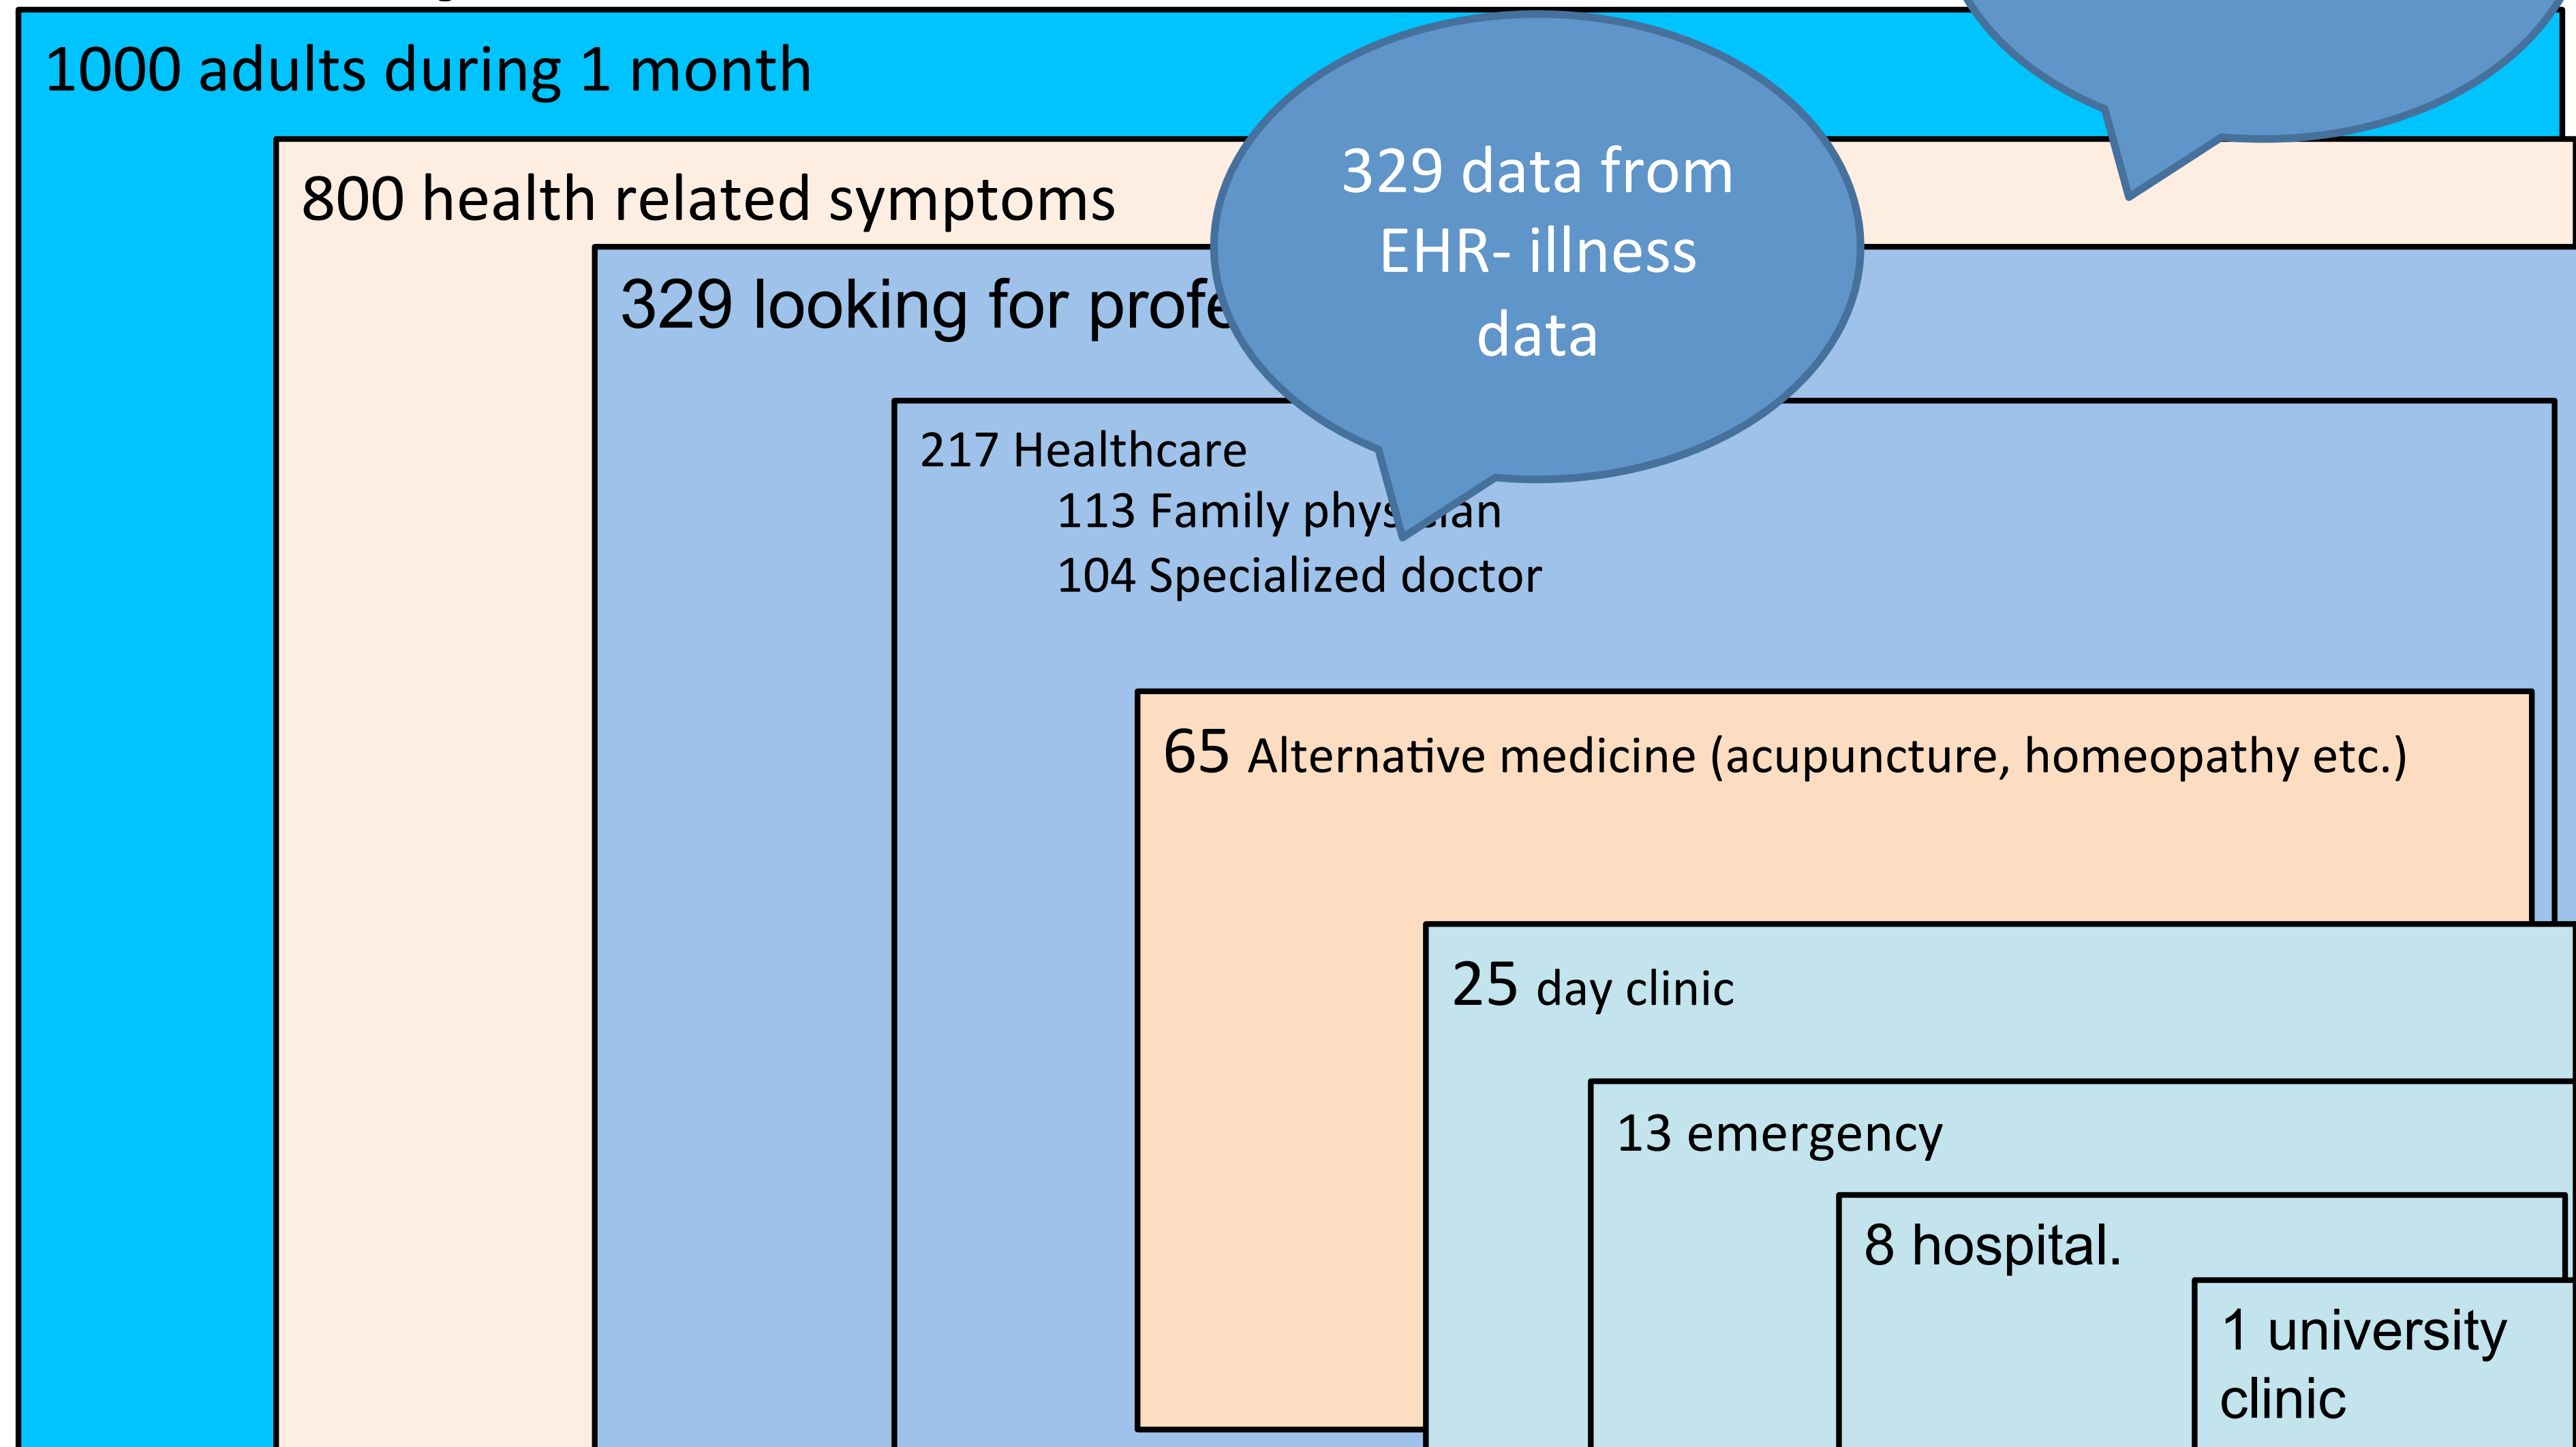 1000 adults during 1 month
800 health related symptoms
329 data from
EHR- illness
data
329 looking for
217 Healthcare
113 Family
104 Specialized doctor
65 Alternative medicine (acupuncture, homeopathy etc.)
25 day clinic
13 emergency
8 hospital.
1 university
clinic